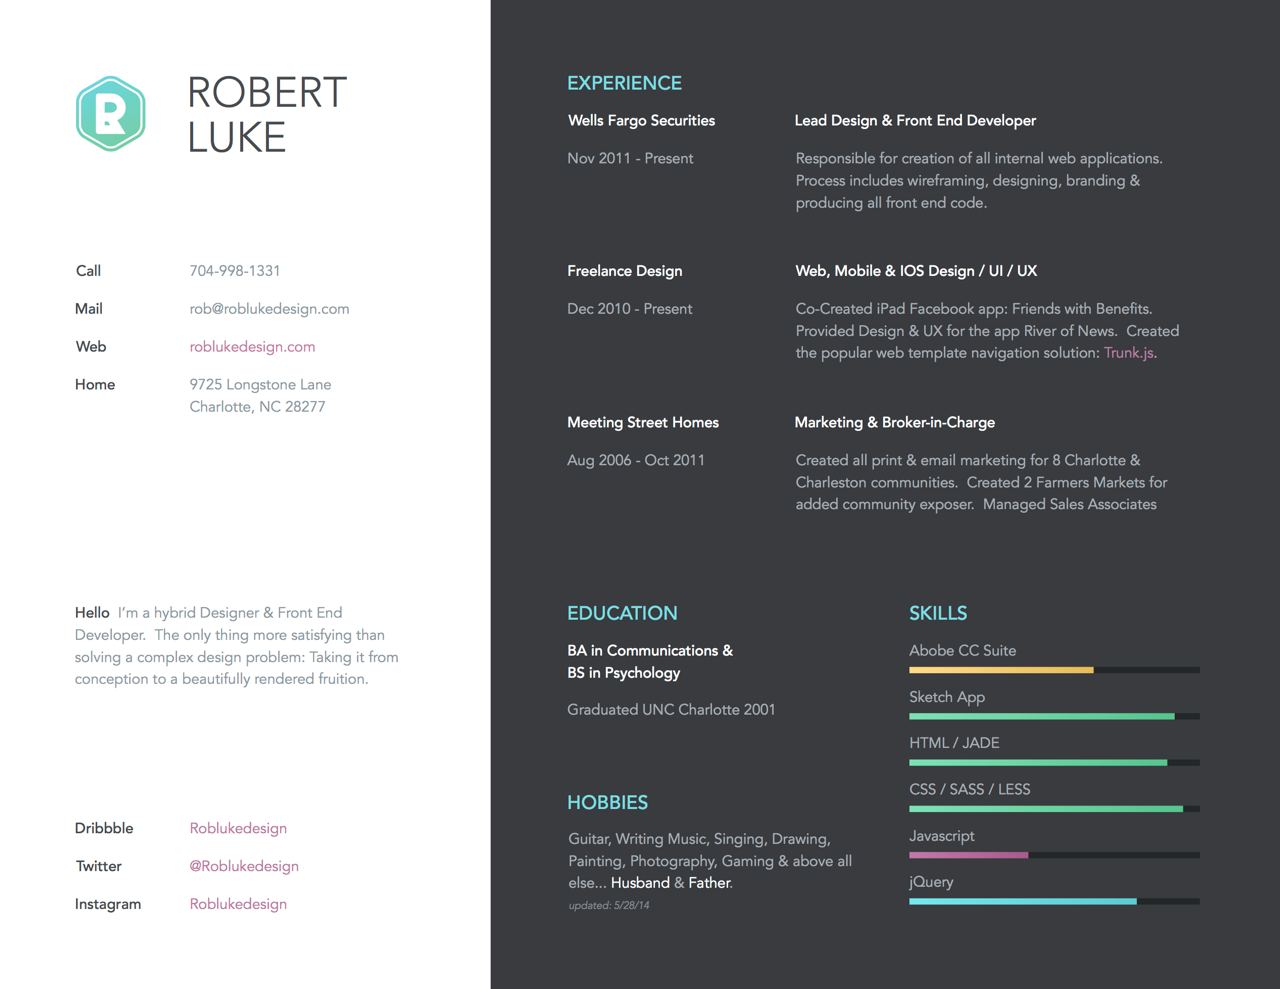 R
ROBERT
LUKE
Call 704-998-1331
Mail rob@roblukedesign.com
Web roblukedesign.com
Home 9725 Longstone Lane
Charlotte, NC 28277
Hello I'm a hybrid Designer & Front End
Developer. The only thing more satisfying than
solving a complex design problem: Taking it from
conception to a beautifully rendered fruition.
Dribbble Roblukedesign
Twitter @Roblukedesign
Instagram Roblukedesign
EXPERIENCE
Wells Fargo Securities Lead Design & Front End Developer
Nov 2011 - Present Responsible for creation of all internal web applications.
Process includes wireframing, designing, branding &
producing all front end code.
Freelance Design Web, Mobile & IOS Design / UI / UX
Dec 2010 - Present Co-Created iPad Facebook app: Friends with Benefits.
Provided Design & UX for the app River of News. Created
the popular web template navigation solution: Trunk.js.
Meeting Street Homes Marketing & Broker-in-Charge
Aug 2006 - Oct 2011 Created all print & email marketing for 8 Charlotte &
Charleston communities. Created 2 Farmers Markets for
added community exposer. Managed Sales Associates
EDUCATION
BA in Communications &
BS in Psychology
Graduated UNC Charlotte 2001
HOBBIES
Guitar, Writing Music, Singing, Drawing,
Painting, Photography, Gaming & above all
else... Husband & Father.
updated: 5/28/14
SKILLS
Abobe CC Suite
Sketch App
HTML / JADE
CSS / SASS / LESS
Javascript
jQuery